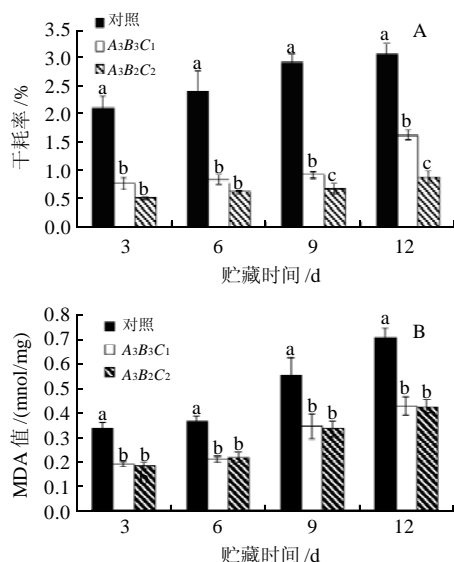 3.5 对照 A
3.0 A3B3C1
2.5 A3B2C2
2.0
1.5
1.0
0.5
0.0
干耗率/%
a a a a
b b b b
b b c c
3 6 9 12
贮藏时间/d
0.8 对照 B
0.7 A3B3C1
0.6 A3B2C2
0.5
0.4
0.3
0.2
0.1
0.0
MDA 值/(mnol/mg)
a a a a
b b b b b b b b
3 6 9 12
贮藏时间/d